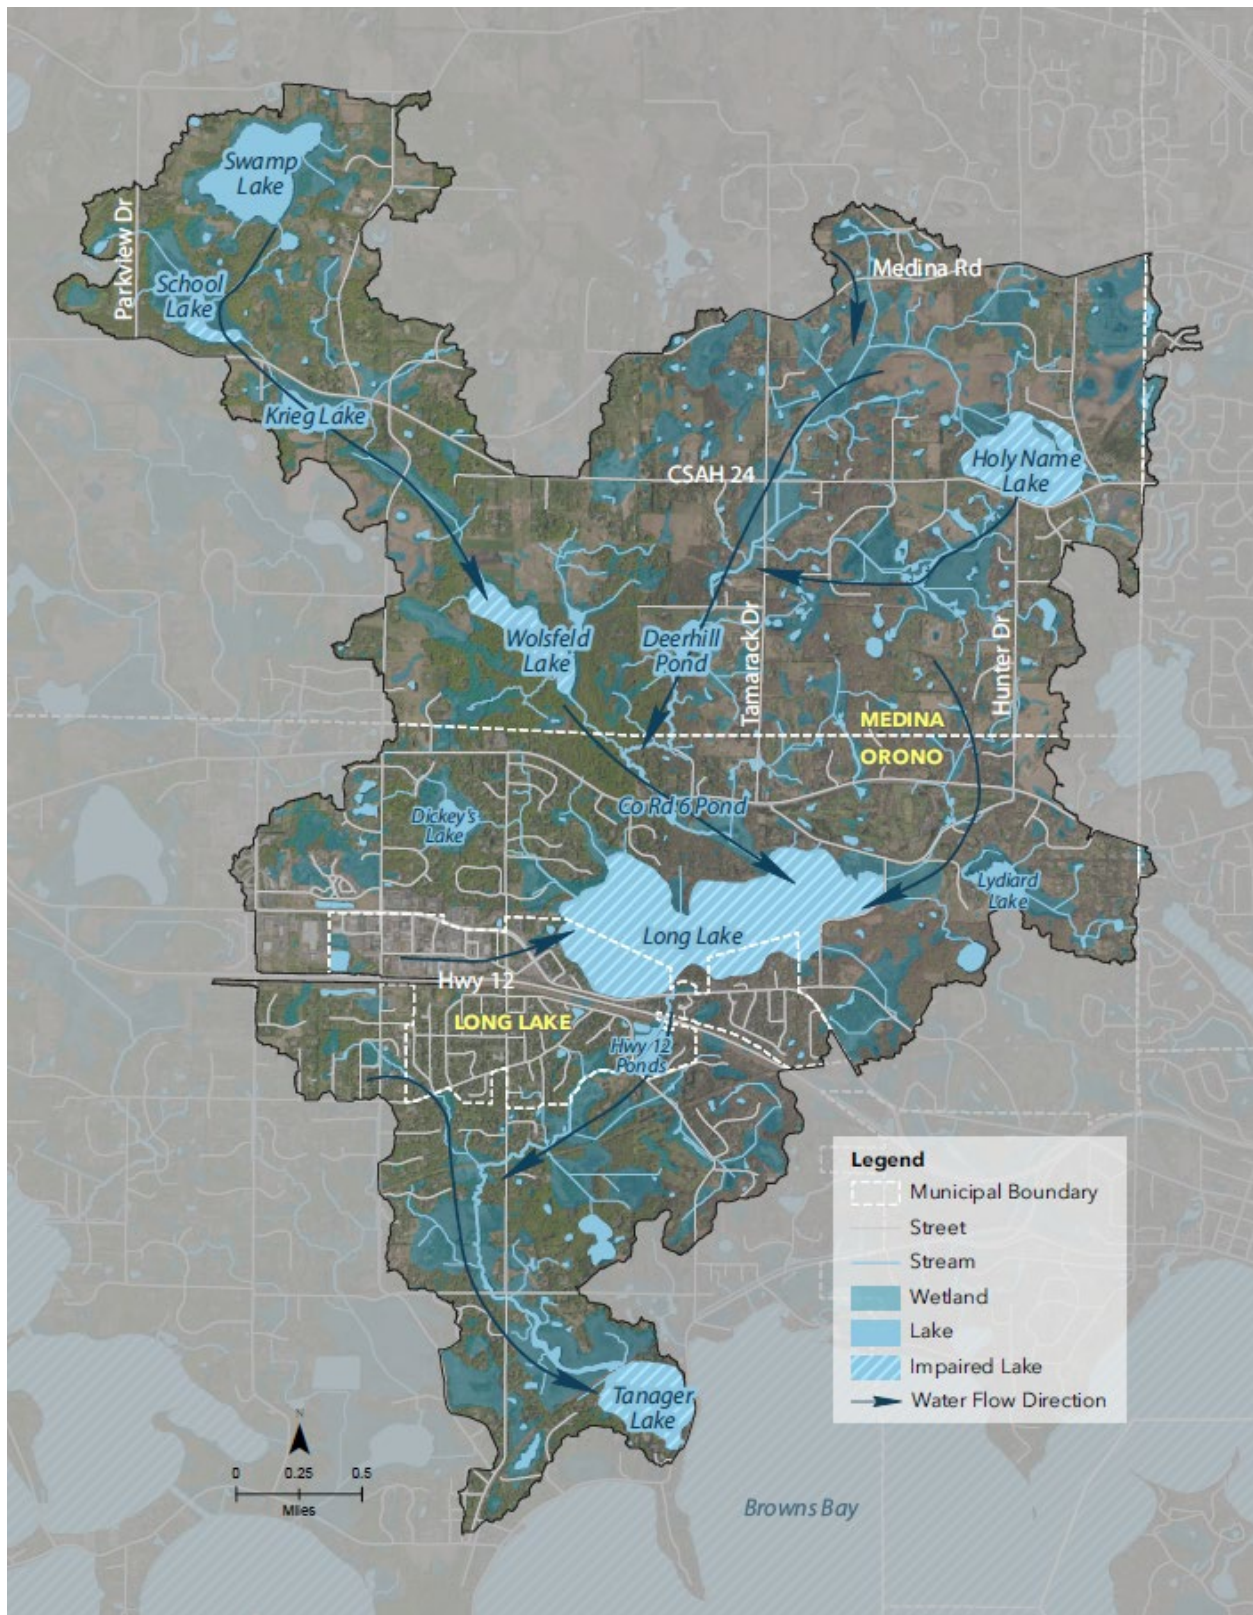 Swamp
Lake
Parkview Dr
School
Lake
Medina Rd
Krieg Lake
CSAH 24
Holy Name
Lake
Wolsfeld
Lake
Deerhill
Pond
Tamarack Dr
Hunter Dr
MEDINA
ORONO
Co Rd 6 Pond
Dickey's
Lake
Lydiard
Lake
Long Lake
Hwy 12
LONG LAKE
Hwy 12
Ponds
Legend
Municipal Boundary
Street
Stream
Wetland
Lake
Impaired Lake
Water Flow Direction
Tanager
Lake
N
0 0.25 0.5
Miles
Browns Bay